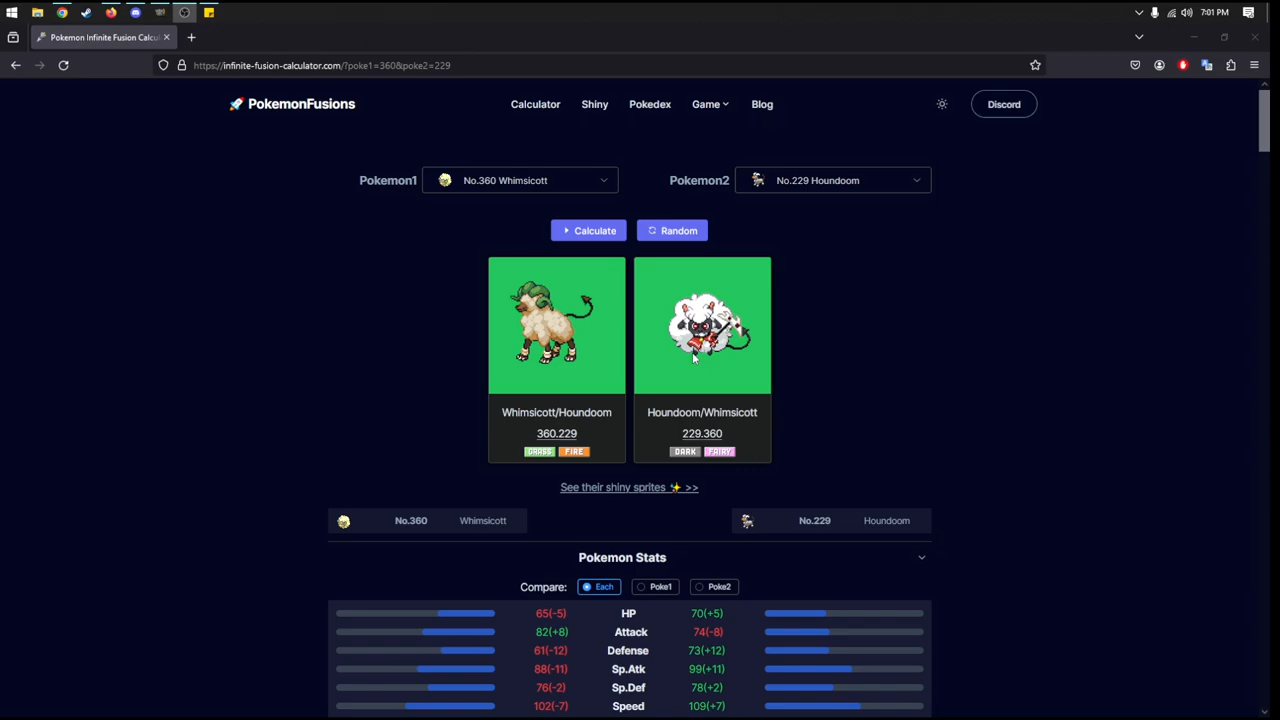 7:01 PM
Pokemon Infinite Fusion Calcul
https://infinite-fusion-calculator.com/?poke1=360&poke2=229
PokemonFusions
Calculator Shiny Pokedex Game Blog Discord
Pokemon1 No.360 Whimsicott Pokemon2 No.229 Houndoom
Calculate Random
Whimsicott/Houndoom Houndoom/Whimsicott
360.229 229.360
GRASS FIRE DARK FAIRY
See their shiny sprites ✨ >>
No.360 Whimsicott No.229 Houndoom
Pokemon Stats
Compare: Each Poke1 Poke2
65(-5) HP 70(+5)
82(+8) Attack 74(-8)
61(-12) Defense 73(+12)
88(-11) Sp.Atk 99(+11)
76(-2) Sp.Def 78(+2)
102(-7) Speed 109(+7)